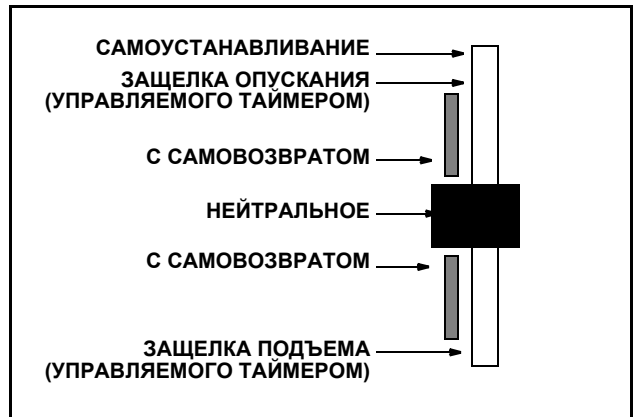 САМОУСТАНАВЛИВАНИЕ
ЗАЩЕЛКА ОПУСКАНИЯ
(УПРАВЛЯЕМОГО ТАЙМЕРОМ)
С САМОВОЗВРАТОМ
НЕЙТРАЛЬНОЕ
С САМОВОЗВРАТОМ
ЗАЩЕЛКА ПОДЪЕМА
(УПРАВЛЯЕМОГО ТАЙМЕРОМ)